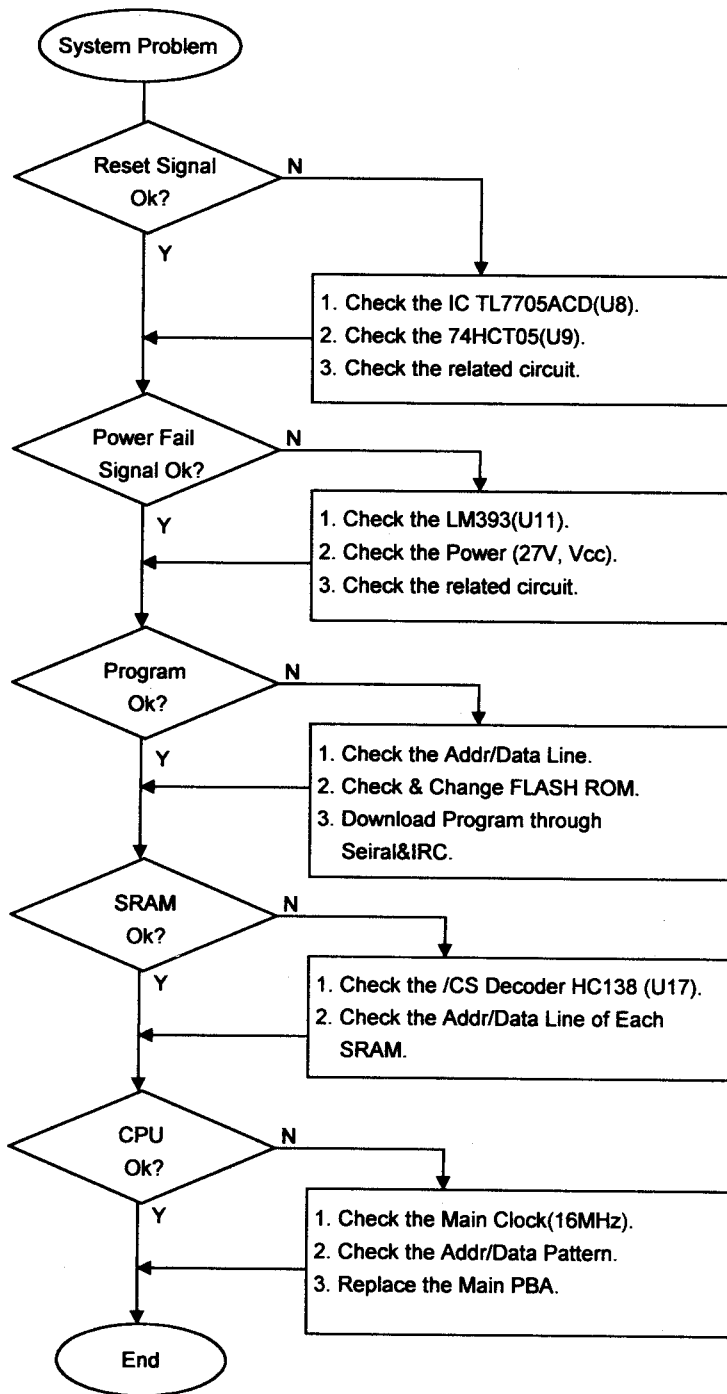 System Problem
Reset Signal
Ok?
N
Y
1. Check the IC TL7705ACD(U8).
2. Check the 74HCT05(U9).
3. Check the related circuit.
Power Fail
Signal Ok?
N
Y
1. Check the LM393(U11).
2. Check the Power (27V, Vcc).
3. Check the related circuit.
Program
Ok?
N
Y
1. Check the Addr/Data Line.
2. Check & Change FLASH ROM.
3. Download Program through
Seiral&IRC.
SRAM
Ok?
N
Y
1. Check the /CS Decoder HC138 (U17).
2. Check the Addr/Data Line of Each
SRAM.
CPU
Ok?
N
Y
1. Check the Main Clock(16MHz).
2. Check the Addr/Data Pattern.
3. Replace the Main PBA.
End